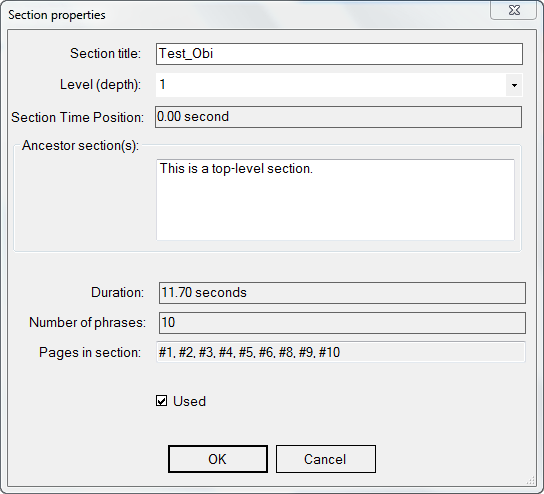 Section properties
Section title: Test_Obi
Level (depth): 1
Section Time Position: 0.00 second
Ancestor section(s):
This is a top-level section.
Duration: 11.70 seconds
Number of phrases: 10
Pages in section: #1, #2, #3, #4, #5, #6, #8, #9, #10
Used
OK Cancel